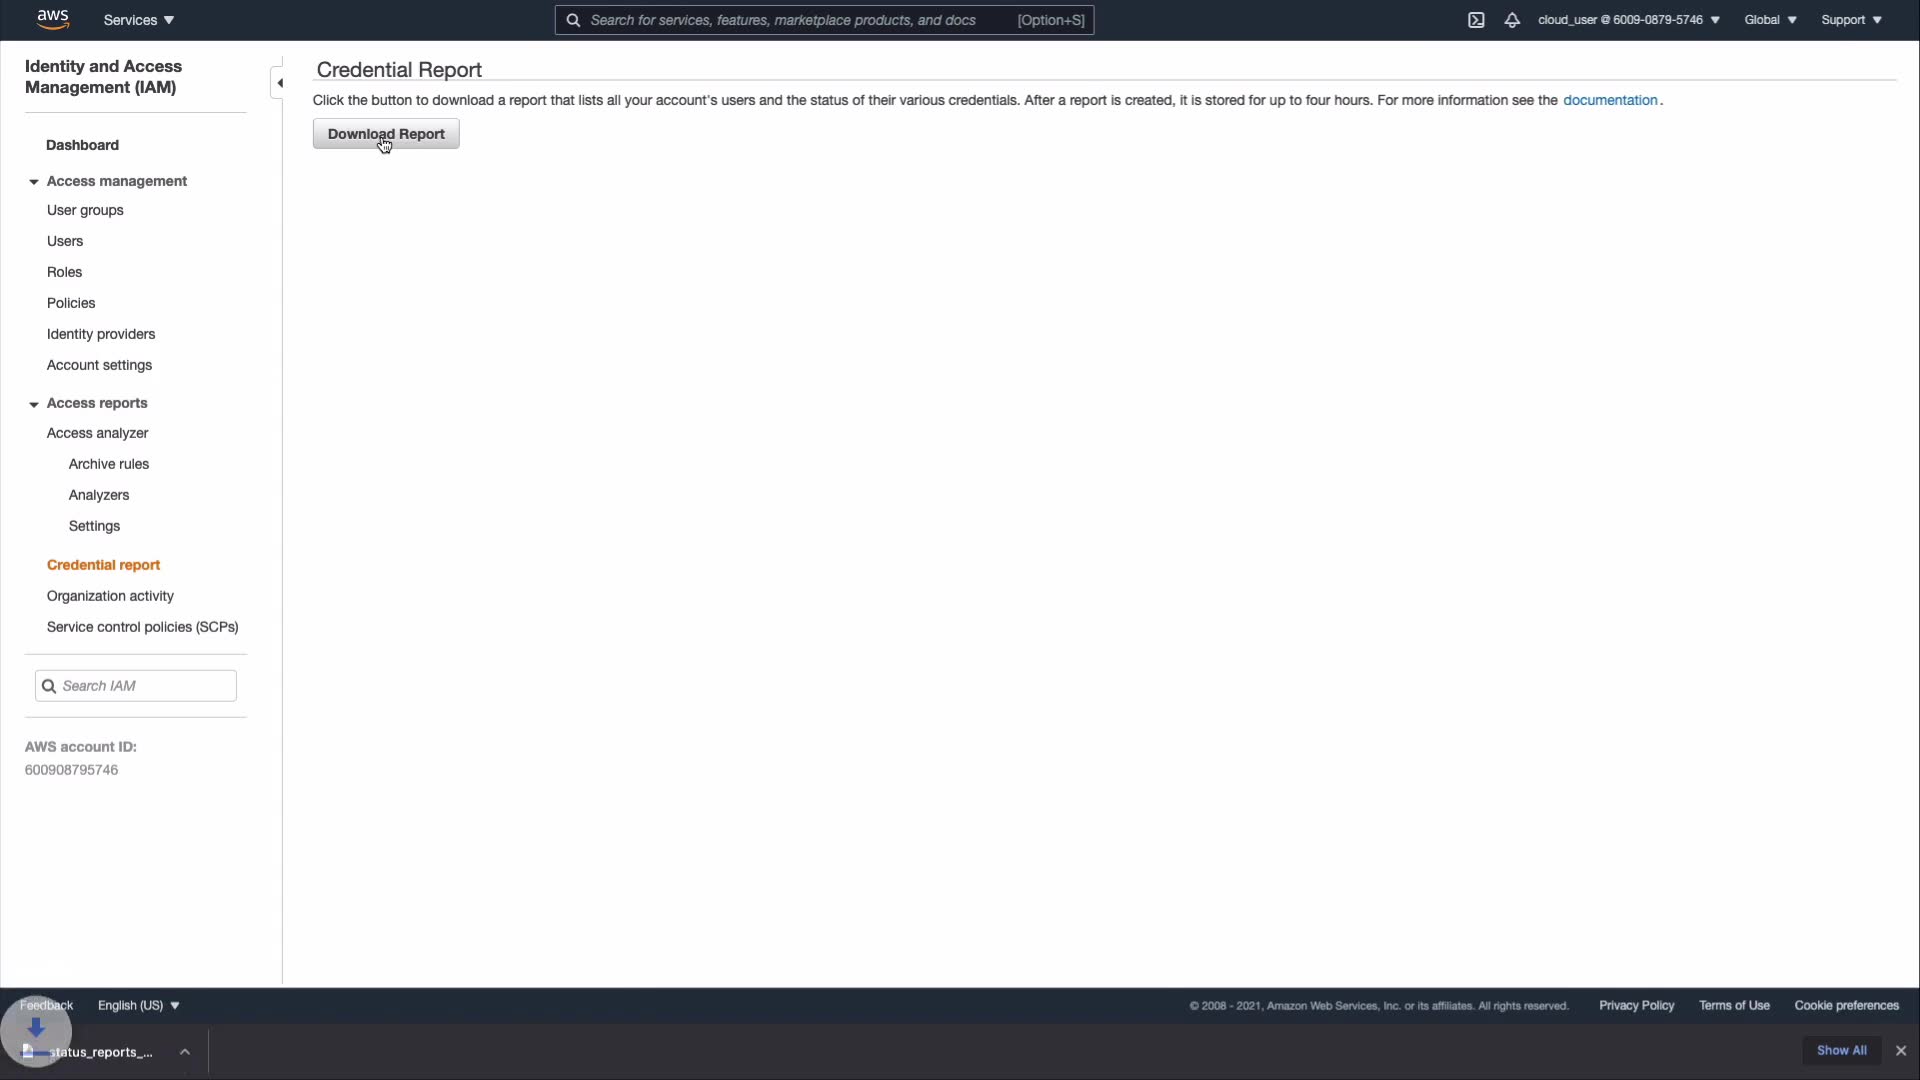 aws
Services
Search for services, features, marketplace products, and docs
[Option+S]
cloud_user @ 6009-0879-5746
Global
Support
Identity and Access
Management (IAM)
Dashboard
Access management
User groups
Users
Roles
Policies
Identity providers
Account settings
Access reports
Access analyzer
Archive rules
Analyzers
Settings
Credential report
Organization activity
Service control policies (SCPs)
Search IAM
AWS account ID:
600908795746
Credential Report
Click the button to download a report that lists all your account's users and the status of their various credentials. After a report is created, it is stored for up to four hours. For more information see the documentation.
Download Report
Feedback
English (US)
© 2008 - 2021, Amazon Web Services, Inc. or its affiliates. All rights reserved.
Privacy Policy
Terms of Use
Cookie preferences
status_reports_...
Show All